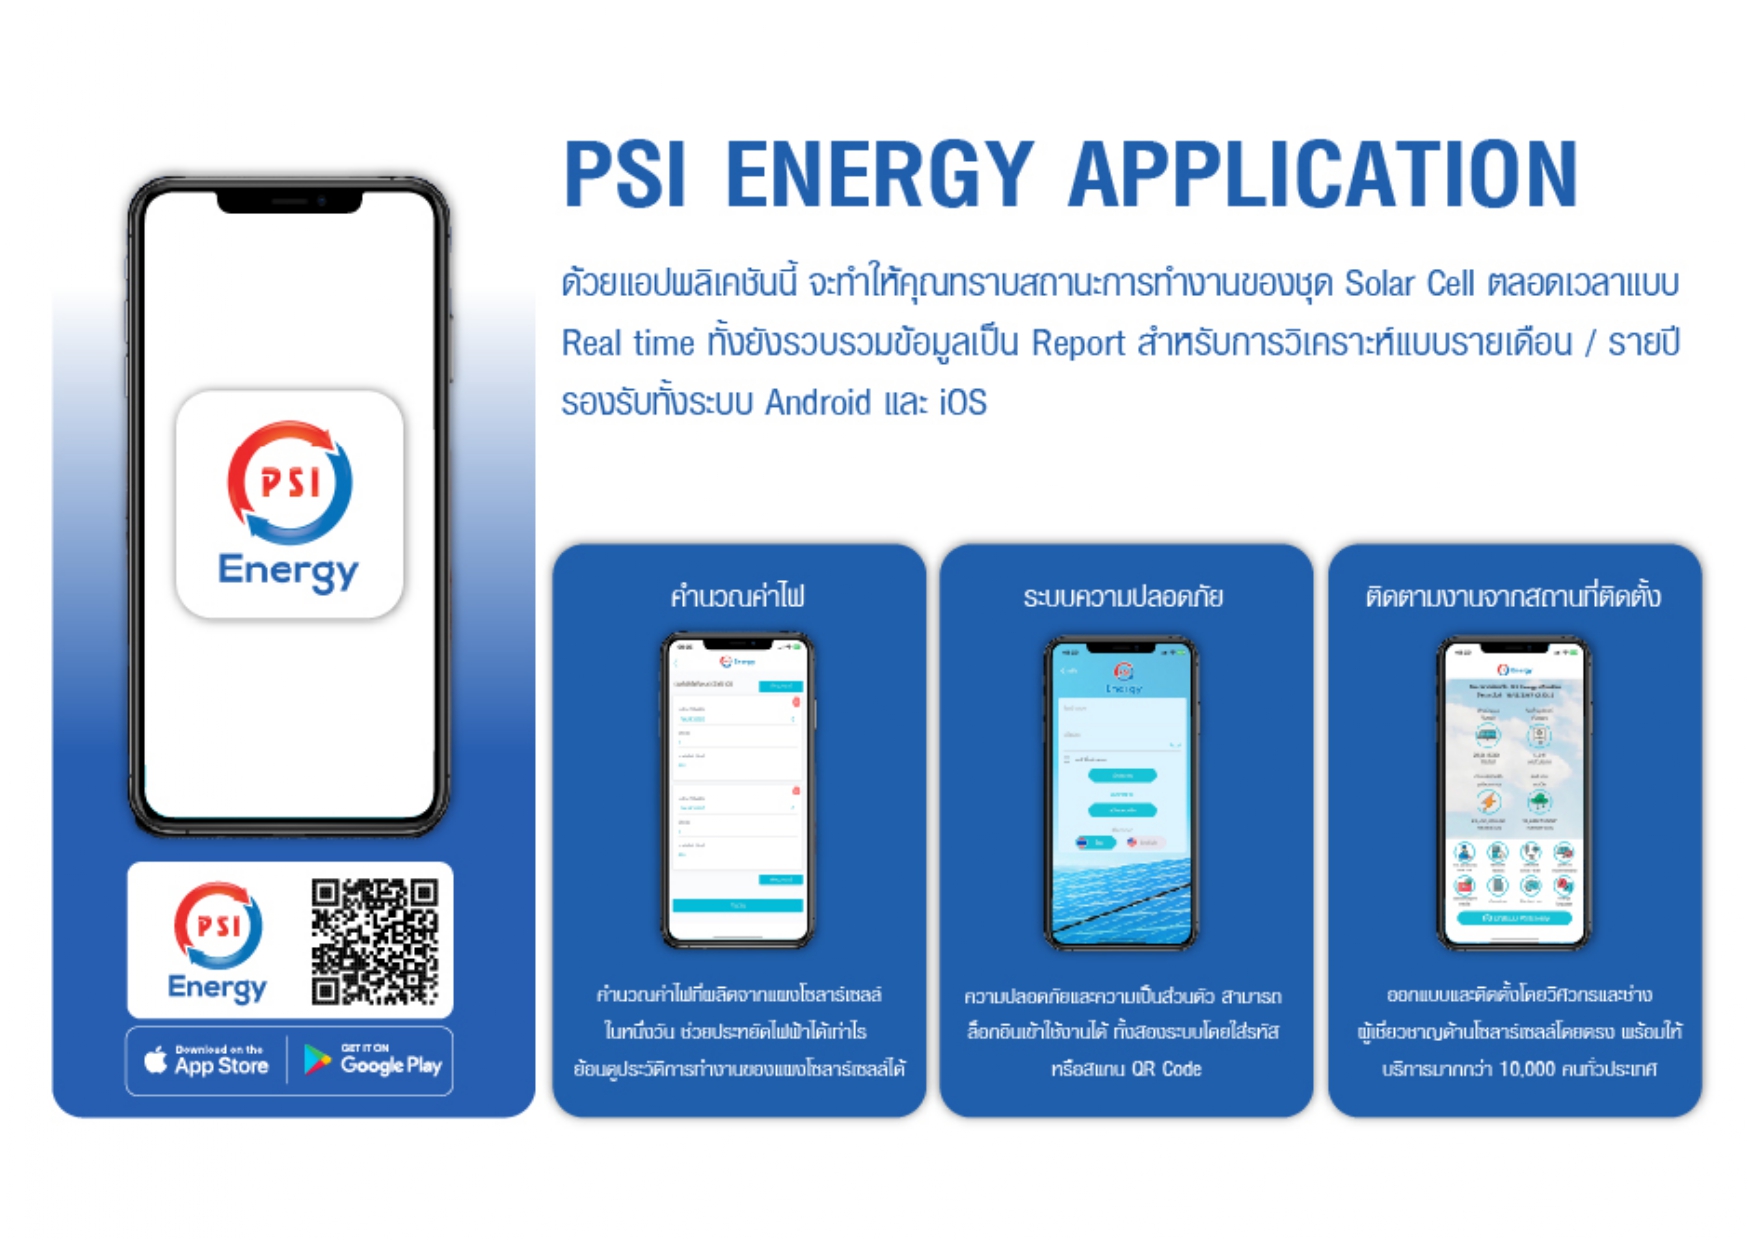 PSI ENERGY APPLICATION
ด้วยแอปพลิเคชันนี้ จะทำให้คุณทราบสถานะการทำงานของชุด Solar Cell ตลอดเวลาแบบ
Real time ทั้งยังรวบรวมข้อมูลเป็น Report สำหรับการวิเคราะห์แบบรายเดือน / รายปี
รองรับทั้งระบบ Android และ iOS
PSI
Energy
PSI
Energy
Download on the
App Store
GET IT ON
Google Play
คำนวณค่าไฟ
Energy
คำนวณค่าไฟที่ผลิตจากแผงโซลาร์เซลล์
ในหนึ่งวัน ช่วยประหยัดไฟฟ้าได้เท่าไร
ย้อนดูประวัติการทำงานของแผงโซลาร์เซลล์ได้
ระบบความปลอดภัย
Energy
ความปลอดภัยและความเป็นส่วนตัว สามารถ
ล็อกอินเข้าใช้งานได้ ทั้งสองระบบโดยใส่รหัส
หรือสแกน QR Code
ติดตามงานจากสถานที่ติดตั้ง
Energy
ออกแบบและติดตั้งโดยวิศวกรและช่าง
ผู้เชี่ยวชาญด้านโซลาร์เซลล์โดยตรง พร้อมให้
บริการมากกว่า 10,000 คนทั่วประเทศ